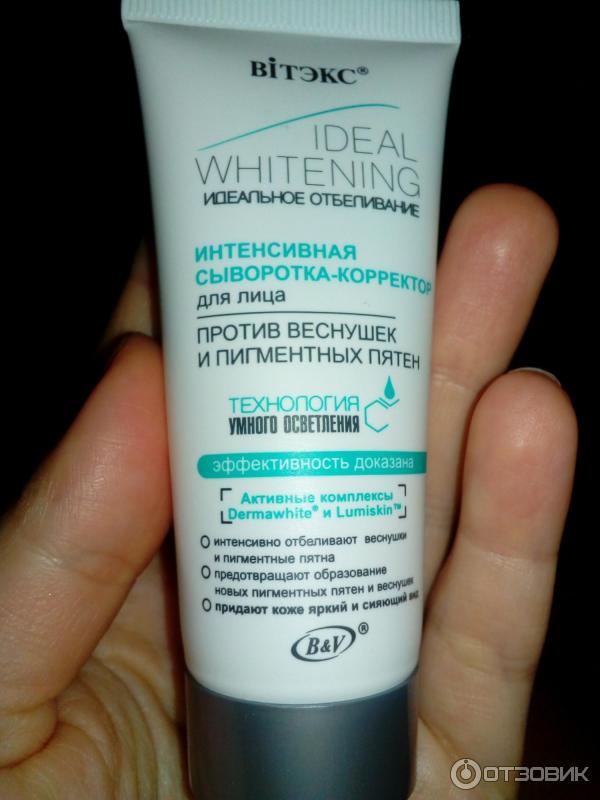 ВіТЭКС®
IDEAL
WHITENING
ИДЕАЛЬНОЕ ОТБЕЛИВАНИЕ
ИНТЕНСИВНАЯ
СЫВОРОТКА-КОРРЕКТОР
для лица
ПРОТИВ ВЕСНУШЕК
И ПИГМЕНТНЫХ ПЯТЕН
ТЕХНОЛОГИЯ
УМНОГО ОСВЕТЛЕНИЯ
эффективность доказана
Активные комплексы
Dermawhite® и Lumiskin™
интенсивно отбеливают веснушки
и пигментные пятна
предотвращают образование
новых пигментных пятен и веснушек
придают коже яркий и сияющий вид
B&V®
ОТЗОВИК